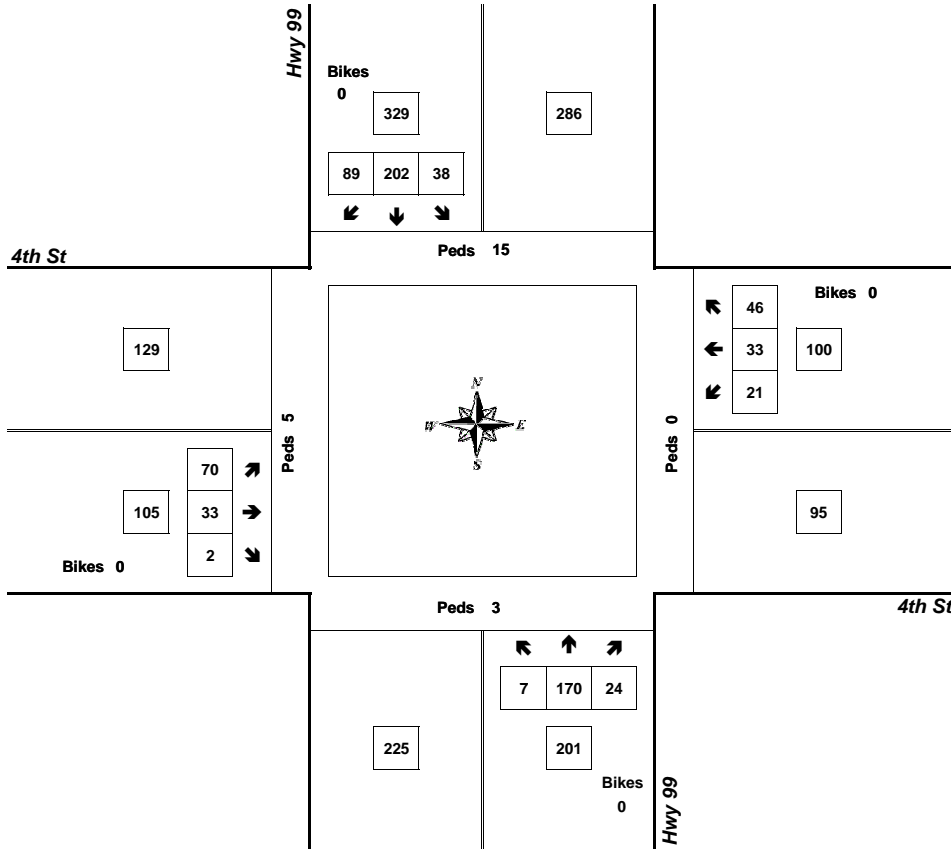 Hwy 99
Bikes
0
329
286
89 202 38
Peds 15
4th St
46
Bikes 0
129
33
100
21
N
W E
S
Peds 5
Peds 0
70
105
33
95
2
Bikes 0
Peds 3
4th St
7 170 24
225
201
Bikes
0
Hwy 99